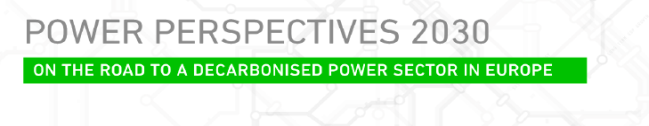 POWER PERSPECTIVES 2030
ON THE ROAD TO A DECARBONISED POWER SECTOR IN EUROPE